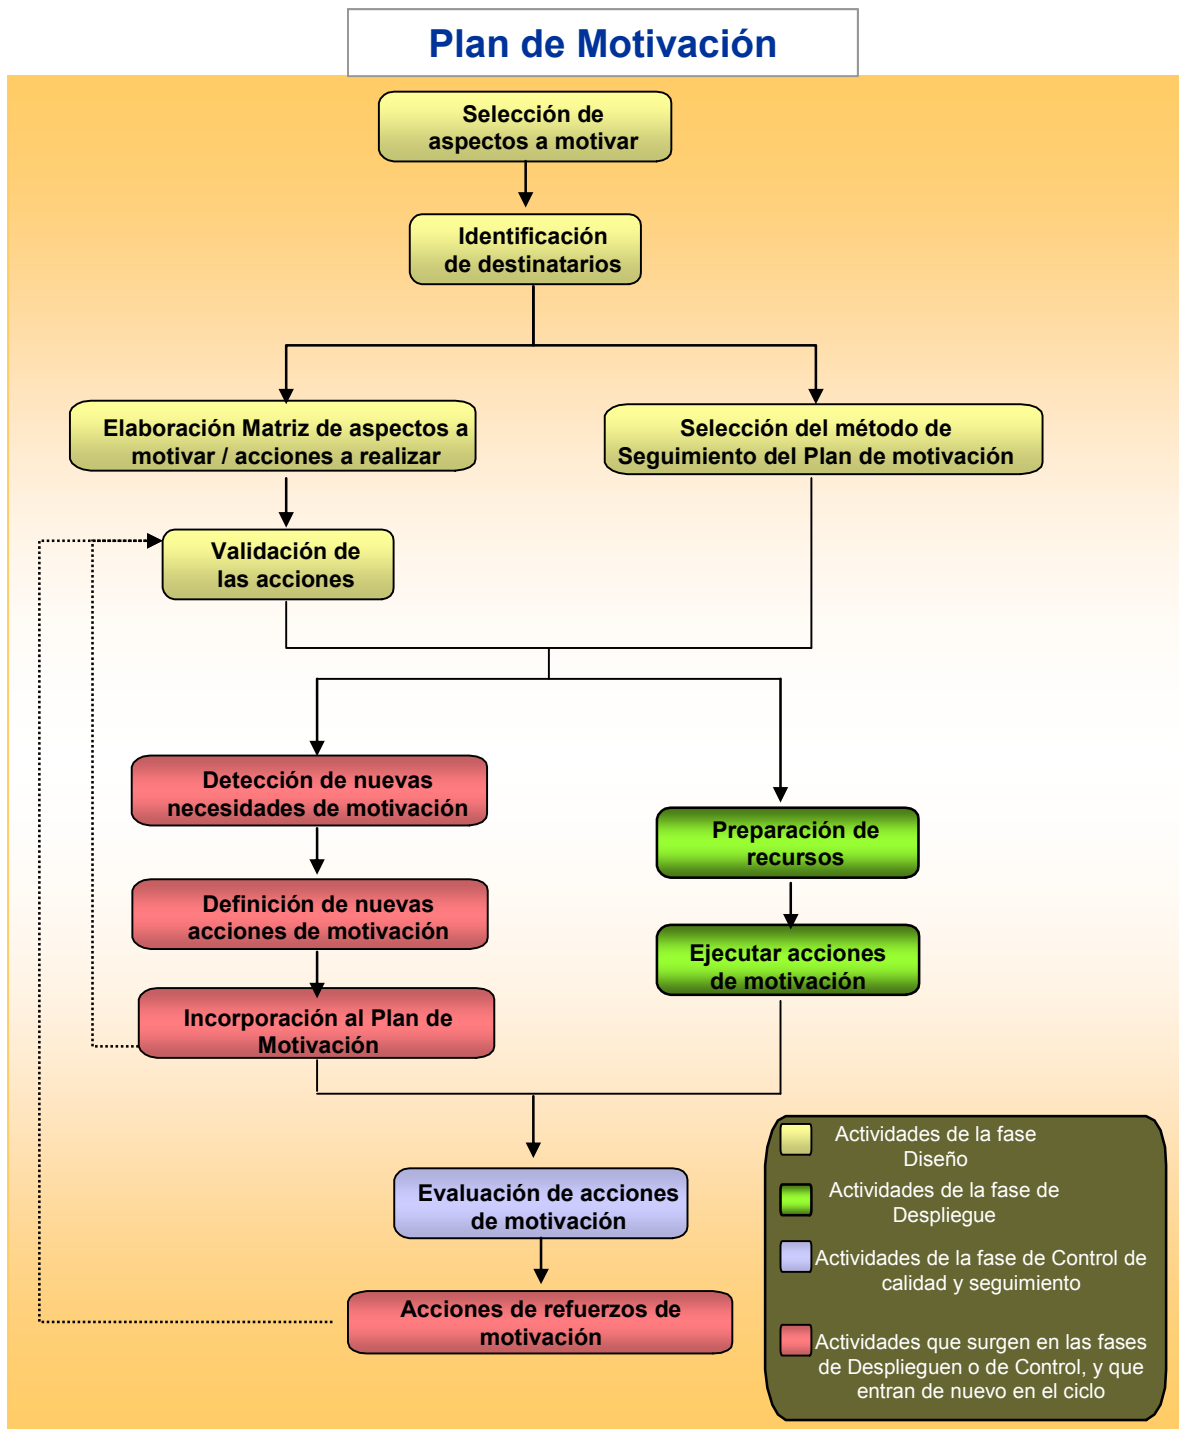 Plan de Motivación
Selección de
aspectos a motivar
Identificación
de destinatarios
Elaboración Matriz de aspectos a
motivar / acciones a realizar
Selección del método de
Seguimiento del Plan de motivación
Validación de
las acciones
Detección de nuevas
necesidades de motivación
Preparación de
recursos
Definición de nuevas
acciones de motivación
Ejecutar acciones
de motivación
Incorporación al Plan de
Motivación
Evaluación de acciones
de motivación
Acciones de refuerzos de
motivación
Actividades de la fase
Diseño
Actividades de la fase de
Despliegue
Actividades de la fase de Control de
calidad y seguimiento
Actividades que surgen en las fases
de Desplieguen o de Control, y que
entran de nuevo en el ciclo